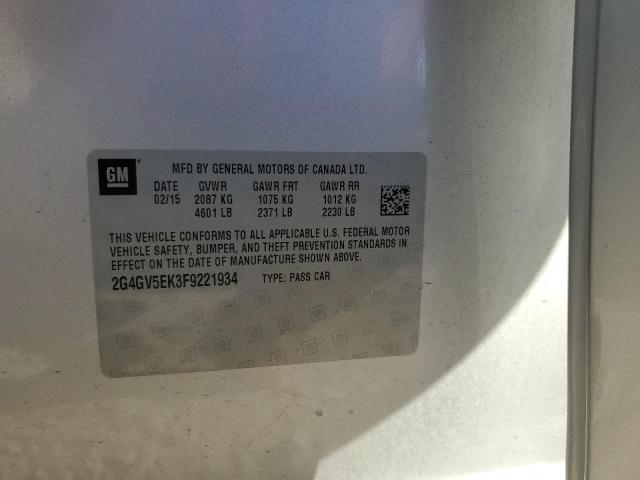 GM MFD BY GENERAL MOTORS OF CANADA LTD.
DATE GVWR GAWR FRT GAWR RR
02/15 2087 KG 1075 KG 1012 KG
4601 LB 2371 LB 2230 LB
THIS VEHICLE CONFORMS TO ALL APPLICABLE U.S. FEDERAL MOTOR
VEHICLE SAFETY, BUMPER, AND THEFT PREVENTION STANDARDS IN
EFFECT ON THE DATE OF MANUFACTURE SHOWN ABOVE.
2G4GV5EK3F9221934 TYPE: PASS CAR